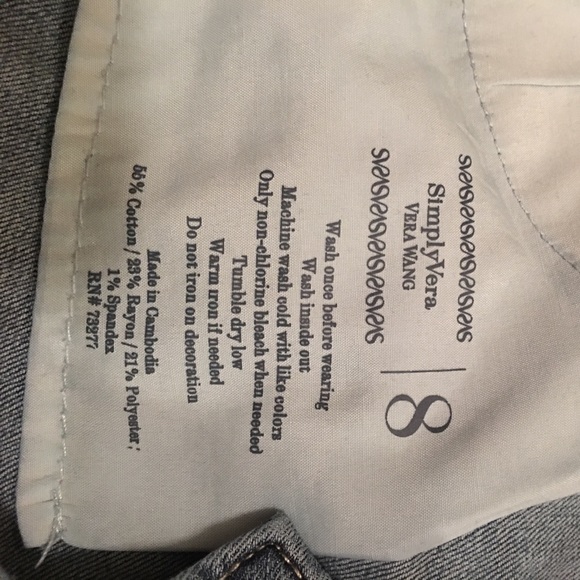 SimplyVera
VERA WANG
8
Wash once before wearing
Wash inside out
Machine wash cold with like colors
Only non-chlorine bleach when needed
Tumble dry low
Warm iron if needed
Do not iron on decoration
Made in Cambodia
56% Cotton / 23% Rayon / 21% Polyester /
1% Spandex
RN# 73277